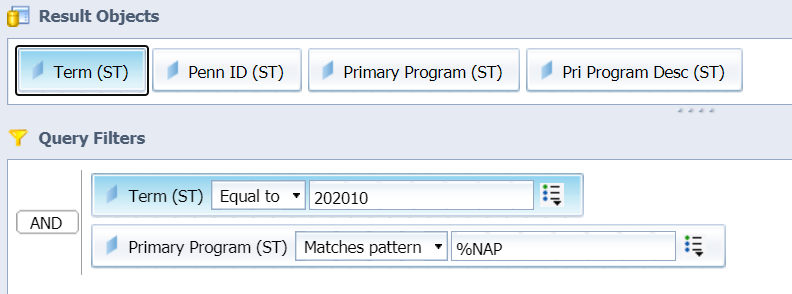 Result Objects
Term (ST) Penn ID (ST) Primary Program (ST) Pri Program Desc (ST)
Query Filters
Term (ST) Equal to 202010
AND
Primary Program (ST) Matches pattern %NAP